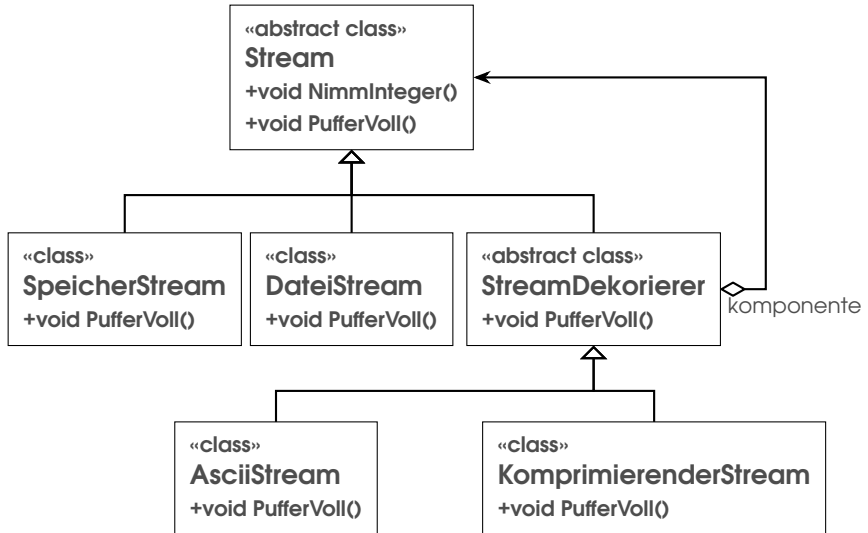 «abstract class»
Stream
+void NimmInteger()
+void PufferVoll()
«class»
SpeicherStream
+void PufferVoll()
«class»
DateiStream
+void PufferVoll()
«abstract class»
StreamDekorierer
+void PufferVoll()
komponente
«class»
AsciiStream
+void PufferVoll()
«class»
KomprimierenderStream
+void PufferVoll()